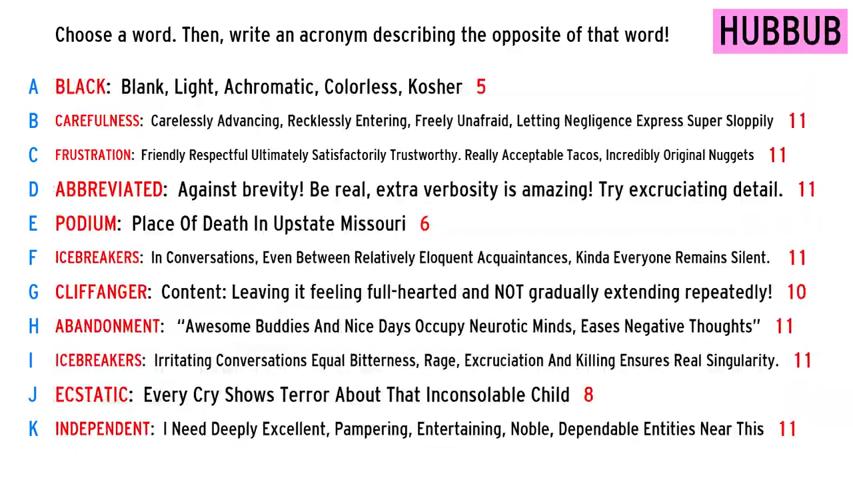 Choose a word. Then, write an acronym describing the opposite of that word!
HUBBUB
A BLACK: Blank, Light, Achromatic, Colorless, Kosher 5
B CAREFULNESS: Carelessly Advancing, Recklessly Entering, Freely Unafraid, Letting Negligence Express Super Sloppily 11
C FRUSTRATION: Friendly Respectful Ultimately Satisfactorily Trustworthy. Really Acceptable Tacos, Incredibly Original Nuggets 11
D ABBREVIATED: Against brevity! Be real, extra verbosity is amazing! Try excruciating detail. 11
E PODIUM: Place Of Death In Upstate Missouri 6
F ICEBREAKERS: In Conversations, Even Between Relatively Eloquent Acquaintances, Kinda Everyone Remains Silent. 11
G CLIFFANGER: Content: Leaving it feeling full-hearted and NOT gradually extending repeatedly! 10
H ABANDONMENT: “Awesome Buddies And Nice Days Occupy Neurotic Minds, Eases Negative Thoughts” 11
I ICEBREAKERS: Irritating Conversations Equal Bitterness, Rage, Excruciation And Killing Ensures Real Singularity. 11
J ECSTATIC: Every Cry Shows Terror About That Inconsolable Child 8
K INDEPENDENT: I Need Deeply Excellent, Pampering, Entertaining, Noble, Dependable Entities Near This 11